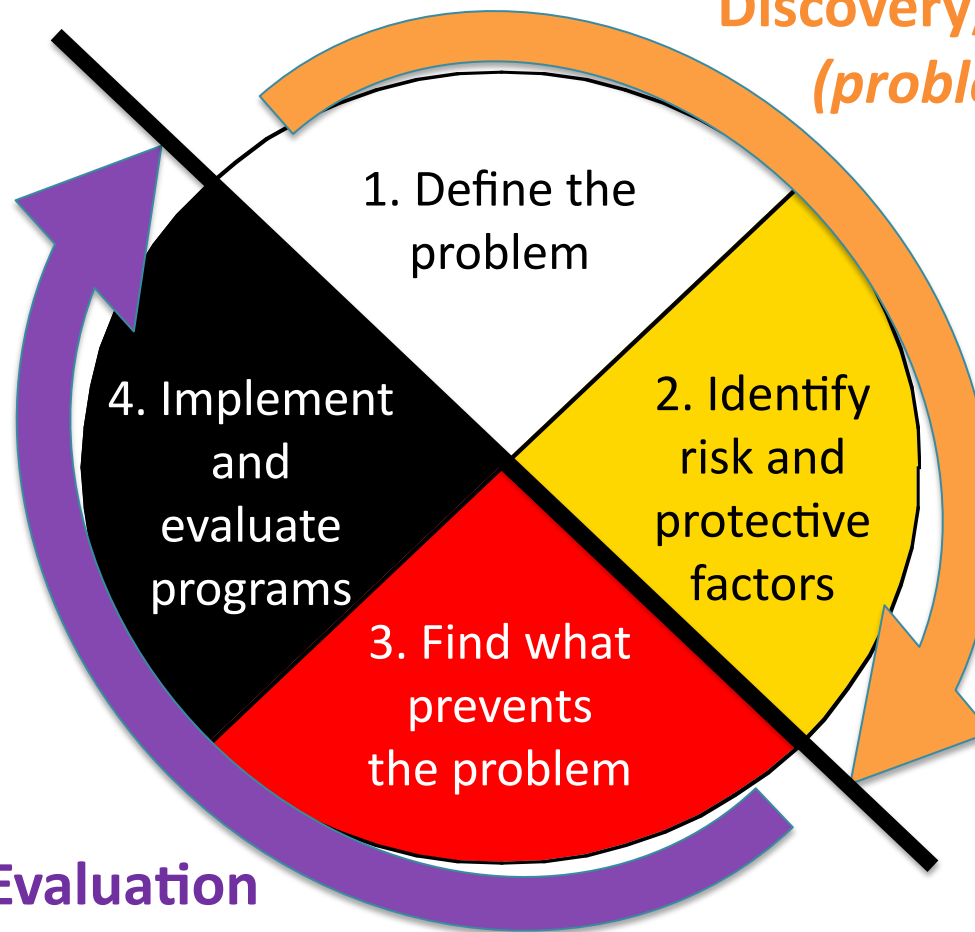 Discovery,
(proble
1. Define the
problem
2. Identify
risk and
protective
factors
3. Find what
prevents
the problem
4. Implement
and
evaluate
programs
Evaluation